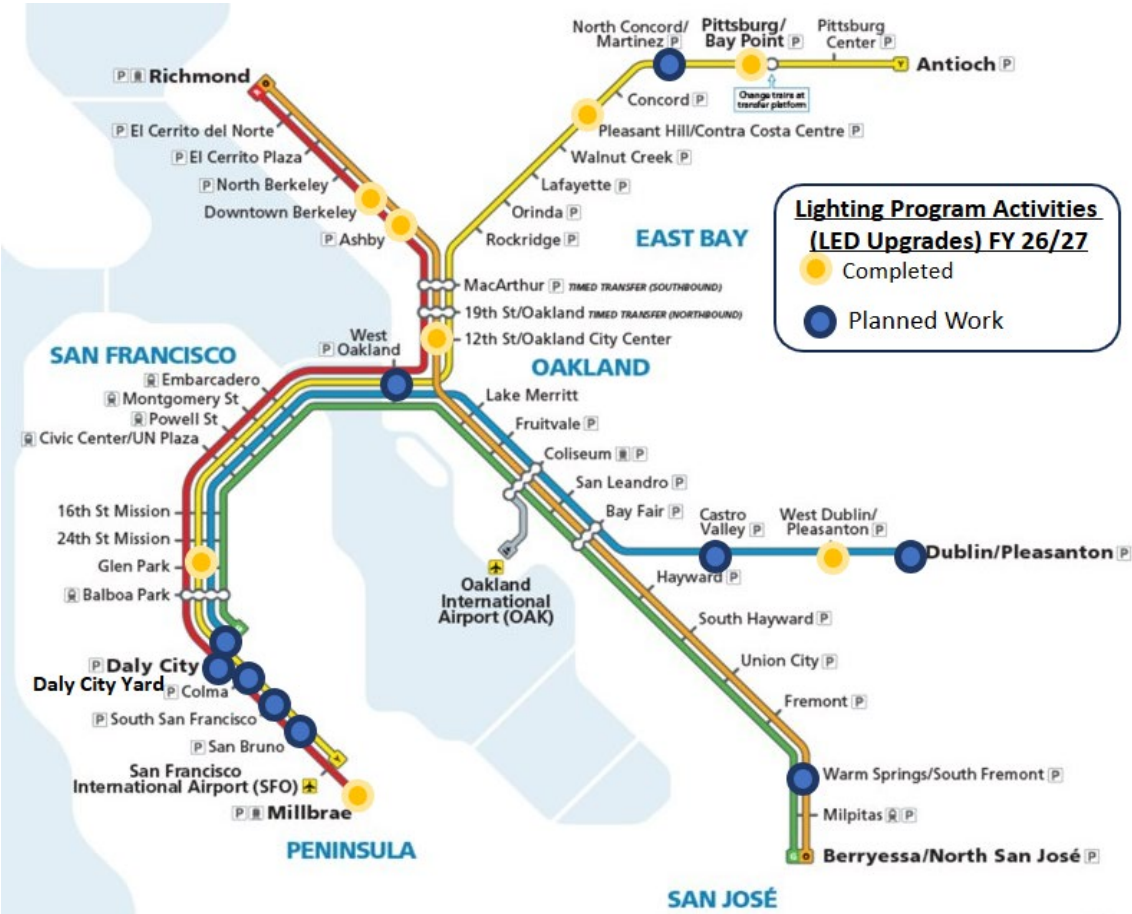 North Concord/
Martinez P
Pittsburg/
Bay Point P
Pittsburg
Center P
Antioch P
Y
Change trains at
transfer platform
P Richmond
Concord P
P El Cerrito del Norte
Pleasant Hill/Contra Costa Centre P
P El Cerrito Plaza
Walnut Creek P
P North Berkeley
Lafayette P
Downtown Berkeley
Orinda P
P Ashby
Rockridge P
EAST BAY
Lighting Program Activities
(LED Upgrades) FY 26/27
Completed
Planned Work
MacArthur P TIMED TRANSFER (SOUTHBOUND)
19th St/Oakland TIMED TRANSFER (NORTHBOUND)
12th St/Oakland City Center
West
P Oakland
SAN FRANCISCO
OAKLAND
Embarcadero
Montgomery St
Powell St
Civic Center/UN Plaza
Lake Merritt
Fruitvale P
Coliseum P
San Leandro P
Bay Fair P
Castro
Valley P
West Dublin/
Pleasanton P
Dublin/Pleasanton P
16th St Mission
24th St Mission
Glen Park
Balboa Park
Oakland
International
Airport (OAK)
Hayward P
South Hayward P
Union City P
Fremont P
P Daly City
Daly City Yard
P Colma
P South San Francisco
P San Bruno
San Francisco
International Airport (SFO)
P Millbrae
PENINSULA
Warm Springs/South Fremont P
Milpitas P
G O Berryessa/North San José P
SAN JOSÉ